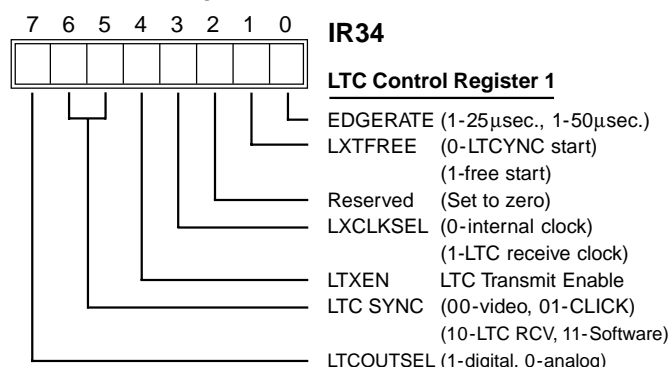 7 6 5 4 3 2 1 0
IR34
LTC Control Register 1
EDGERATE (1-25μsec., 1-50μsec.)
LXTFREE (0-LTCYNC start)
(1-free start)
Reserved (Set to zero)
LXCLKSEL (0-internal clock)
(1-LTC receive clock)
LTXEN LTC Transmit Enable
LTC SYNC (00-video, 01-CLICK)
(10-LTC RCV, 11-Software)
LTCOUTSEL (1-digital, 0-analog)